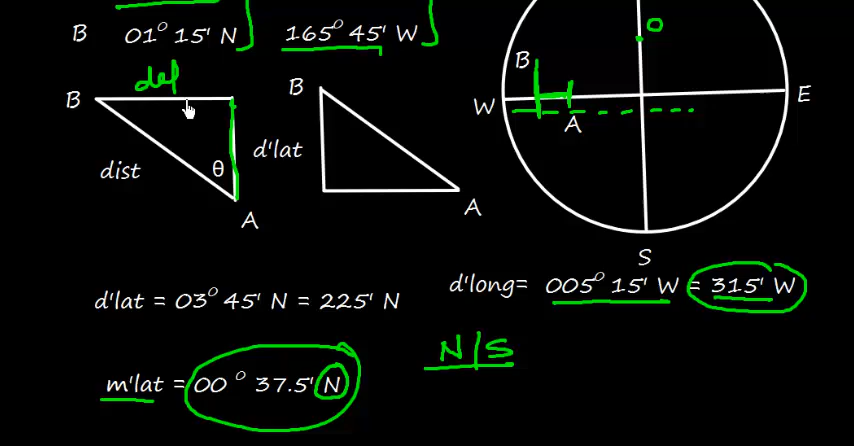 B 01° 15' N 165° 45' W
dep
O
B
B
B
W E
A
dist θ d'lat
A
A
S
d'long= 005° 15' W = 315' W
d'lat = 03° 45' N = 225' N
N/S
m'lat = 00° 37.5' N